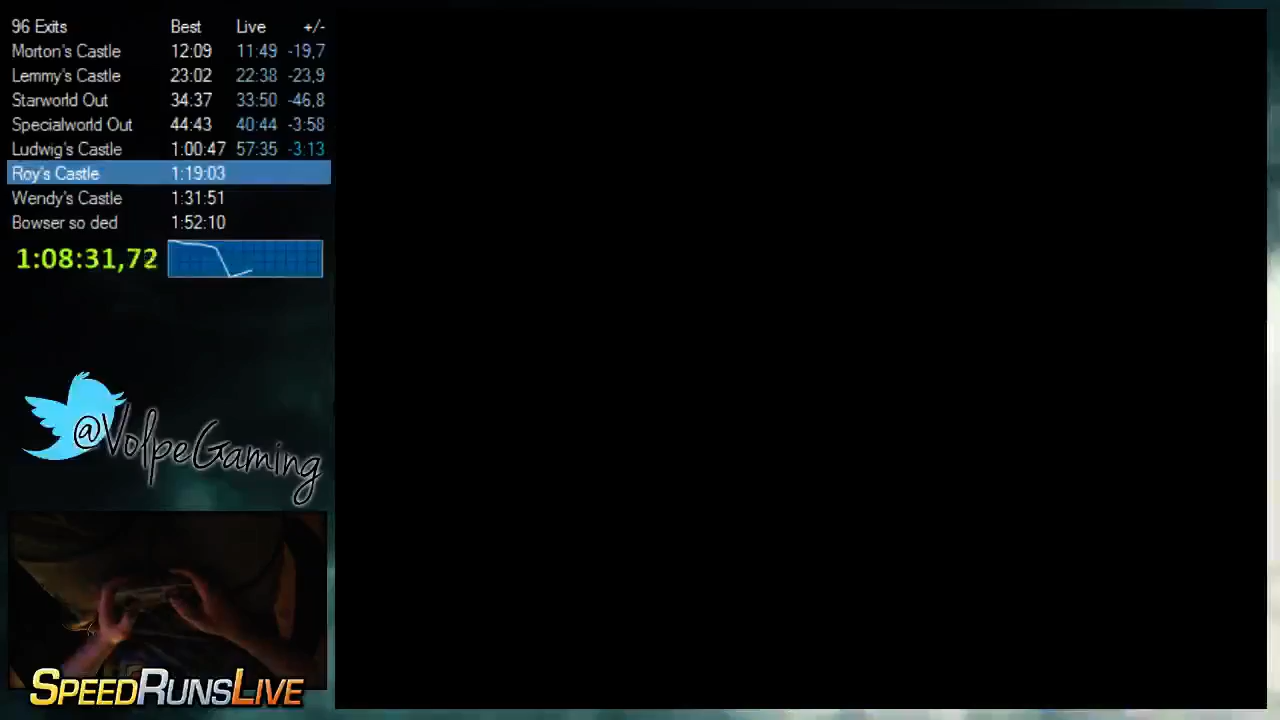 96 Exits Best Live +/-
Morton's Castle 12:09 11:49 -19,7
Lemmy's Castle 23:02 22:38 -23,9
Starworld Out 34:37 33:50 -46,8
Specialworld Out 44:43 40:44 -3:58
Ludwig's Castle 1:00:47 57:35 -3:13
Roy's Castle 1:19:03
Wendy's Castle 1:31:51
Bowser so ded 1:52:10
1:08:31,72
@VolpeGaming
SPEEDRUNSLIVE